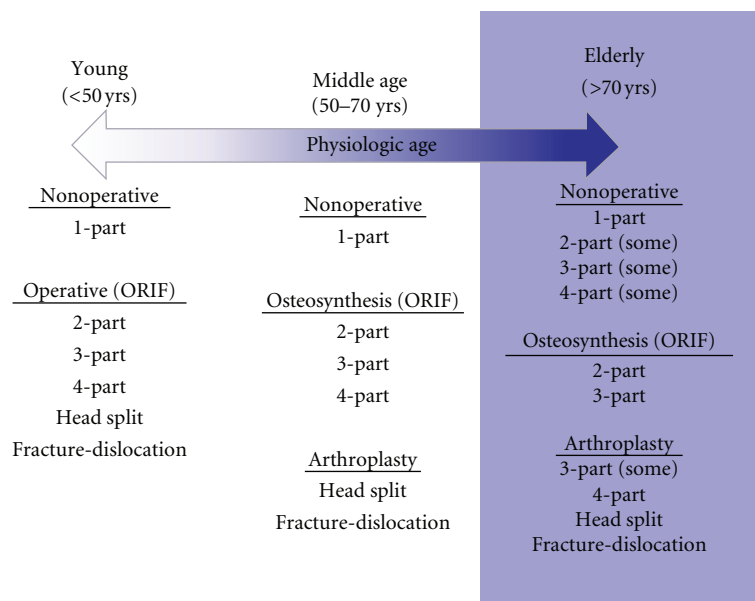 Young
(<50 yrs)
Middle age
(50–70 yrs)
Elderly
(>70 yrs)
Physiologic age
Nonoperative
1-part
Operative (ORIF)
2-part
3-part
4-part
Head split
Fracture-dislocation
Nonoperative
1-part
Osteosynthesis (ORIF)
2-part
3-part
4-part
Arthroplasty
Head split
Fracture-dislocation
Nonoperative
1-part
2-part (some)
3-part (some)
4-part (some)
Osteosynthesis (ORIF)
2-part
3-part
Arthroplasty
3-part (some)
4-part
Head split
Fracture-dislocation